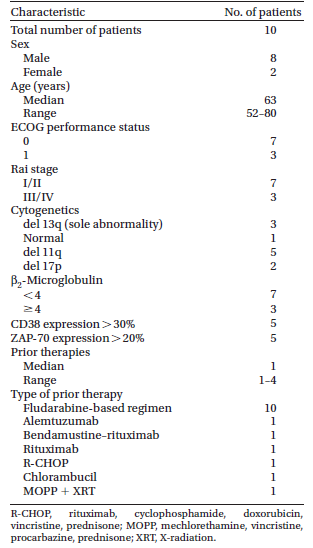 Characteristic No. of patients
Total number of patients 10
Sex
Male 8
Female 2
Age (years)
Median 63
Range 52–80
ECOG performance status
0 7
1 3
Rai stage
I/II 7
III/IV 3
Cytogenetics
del 13q (sole abnormality) 3
Normal 1
del 11q 5
del 17p 2
β2-Microglobulin
<4 7
≥4 3
CD38 expression>30% 5
ZAP-70 expression>20% 5
Prior therapies
Median 1
Range 1–4
Type of prior therapy
Fludarabine-based regimen 10
Alemtuzumab 1
Bendamustine–rituximab 1
Rituximab 1
R-CHOP 1
Chlorambucil 1
MOPP + XRT 1
R-CHOP, rituximab, cyclophosphamide, doxorubicin,
vincristine, prednisone; MOPP, mechlorethamine, vincristine,
procarbazine, prednisone; XRT, X-radiation.